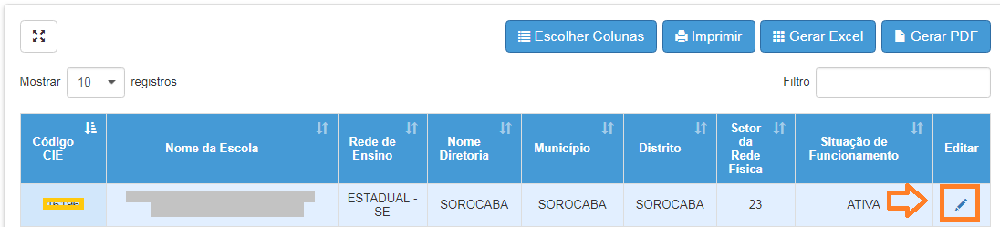 Escolher Colunas Imprimir Gerar Excel Gerar PDF
Mostrar 10 registros Filtro
Código CIE
Nome da Escola
Rede de Ensino
Nome Diretoria
Município
Distrito
Setor da Rede Física
Situação de Funcionamento
Editar
ESTADUAL - SE
SOROCABA
SOROCABA
SOROCABA
23
ATIVA